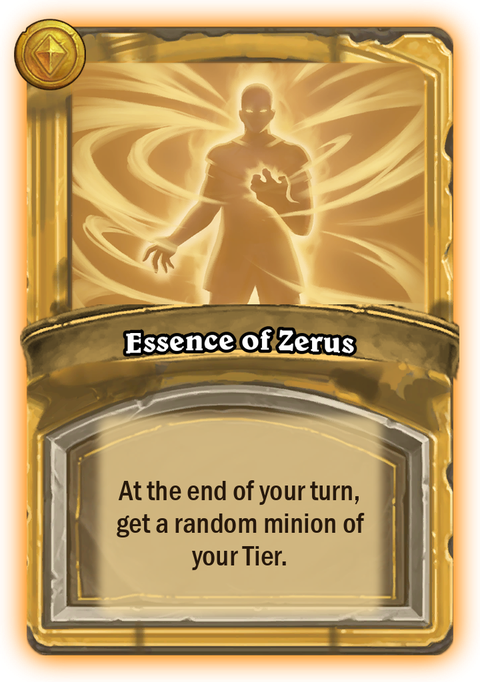 Essence of Zerus
At the end of your turn,
get a random minion of
your Tier.